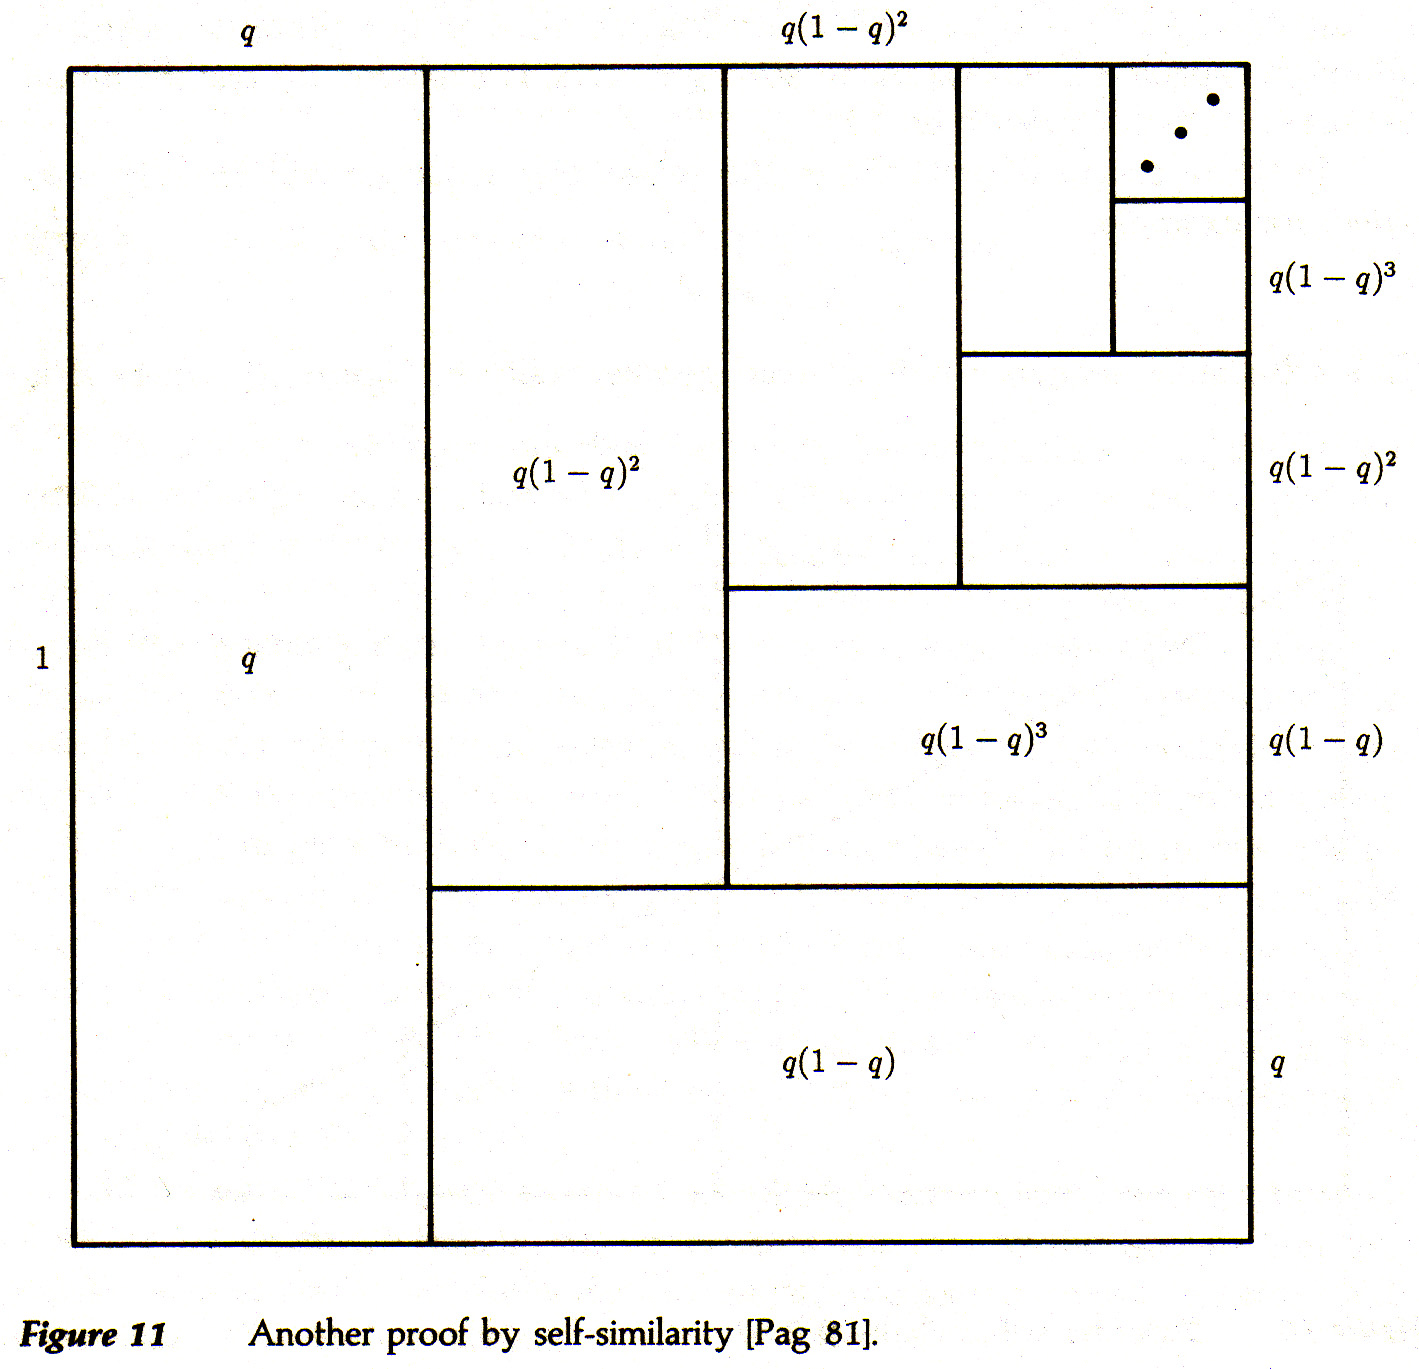 q
q(1 − q)²
q(1 − q)³
q(1 − q)²
q(1 − q)²
1
q
q(1 − q)³
q(1 − q)
q(1 − q)
q
Figure 11 Another proof by self-similarity [Pag 81].